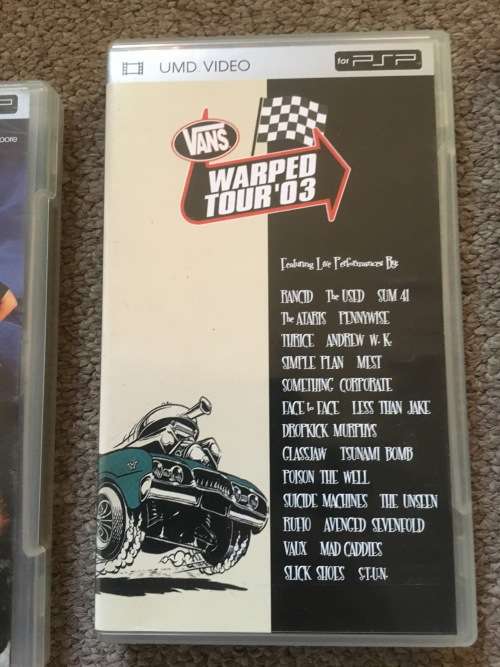 UMD VIDEO
for PSP
VANS
WARPED
TOUR '03
Featuring Live Performances By:
RANCID The USED SUM 41
The ATARIS PENNYWISE
THRICE ANDREW W. K.
SIMPLE PLAN MEST
SOMETHING CORPORATE
FACE to FACE LESS THAN JAKE
DROPKICK MURPHYS
GLASSJAW TSUNAMI BOMB
POISON THE WELL
SUICIDE MACHINES THE UNSEEN
RUFIO AVENGED SEVENFOLD
VAUX MAD CADDIES
SLICK SHOES S.T.U.N.